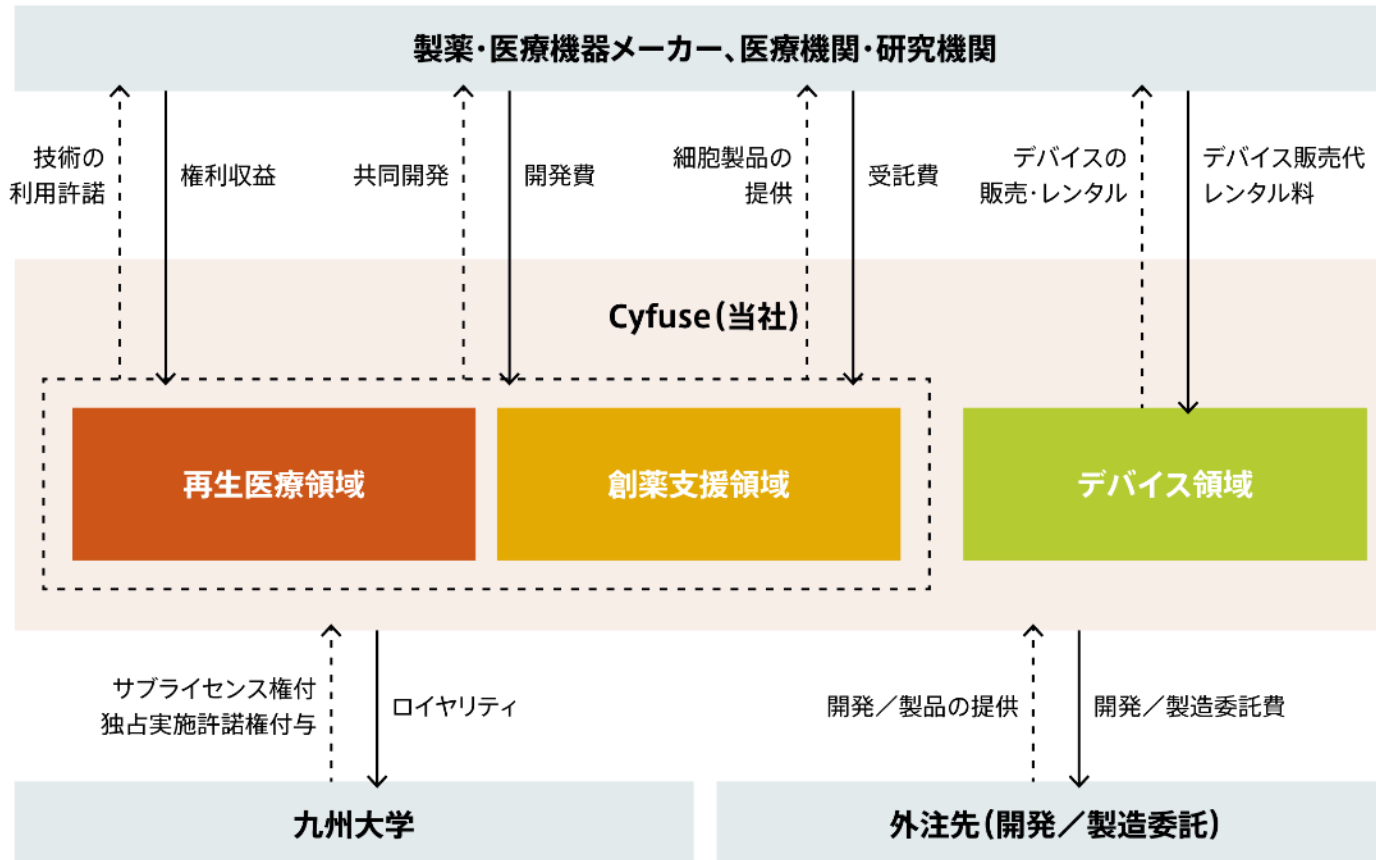 製薬・医療機器メーカー、医療機関・研究機関
技術の
利用許諾
権利収益
共同開発
開発費
細胞製品の
提供
受託費
デバイスの
販売・レンタル
デバイス販売代
レンタル料
Cyfuse(当社)
再生医療領域
創薬支援領域
デバイス領域
サブライセンス権付
独占実施許諾権付与
ロイヤリティ
開発／製品の提供
開発／製造委託費
九州大学
外注先(開発／製造委託)